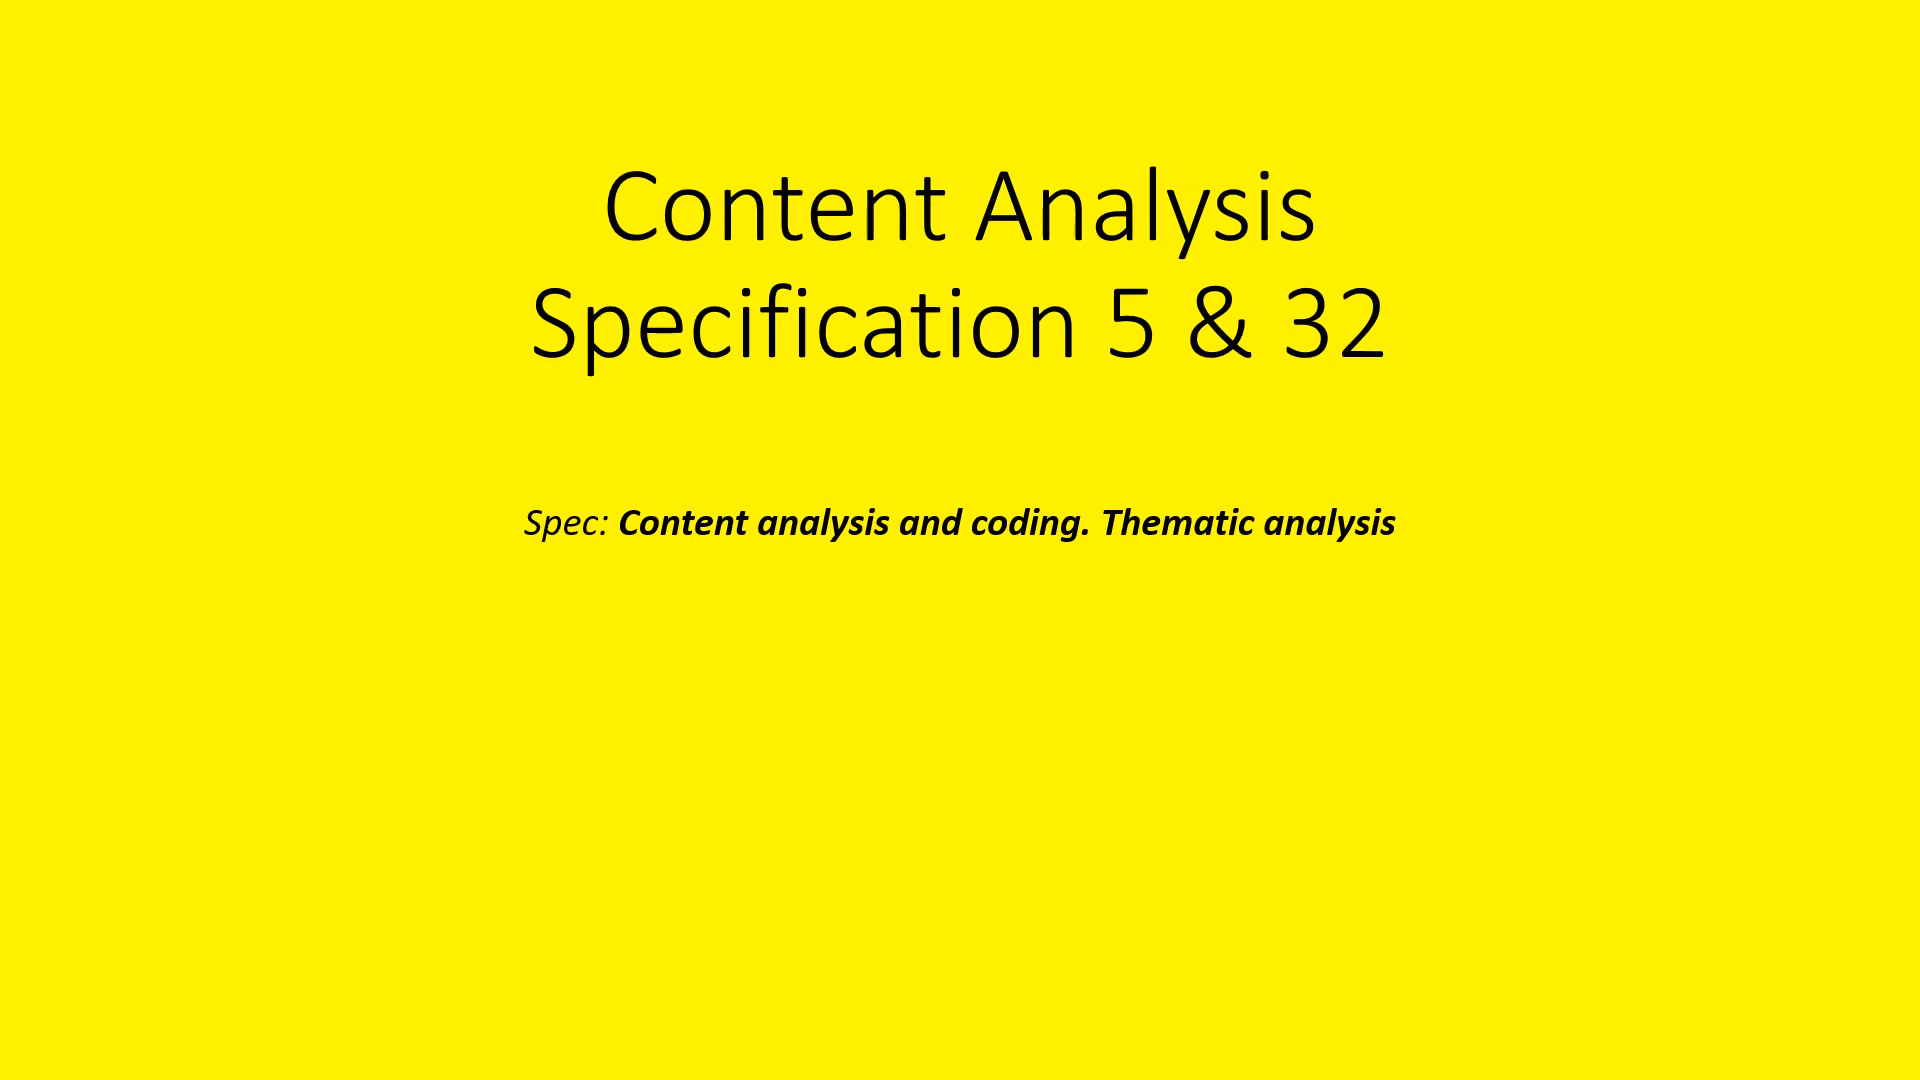 Content Analysis
Specification 5 & 32
Spec: Content analysis and coding. Thematic analysis